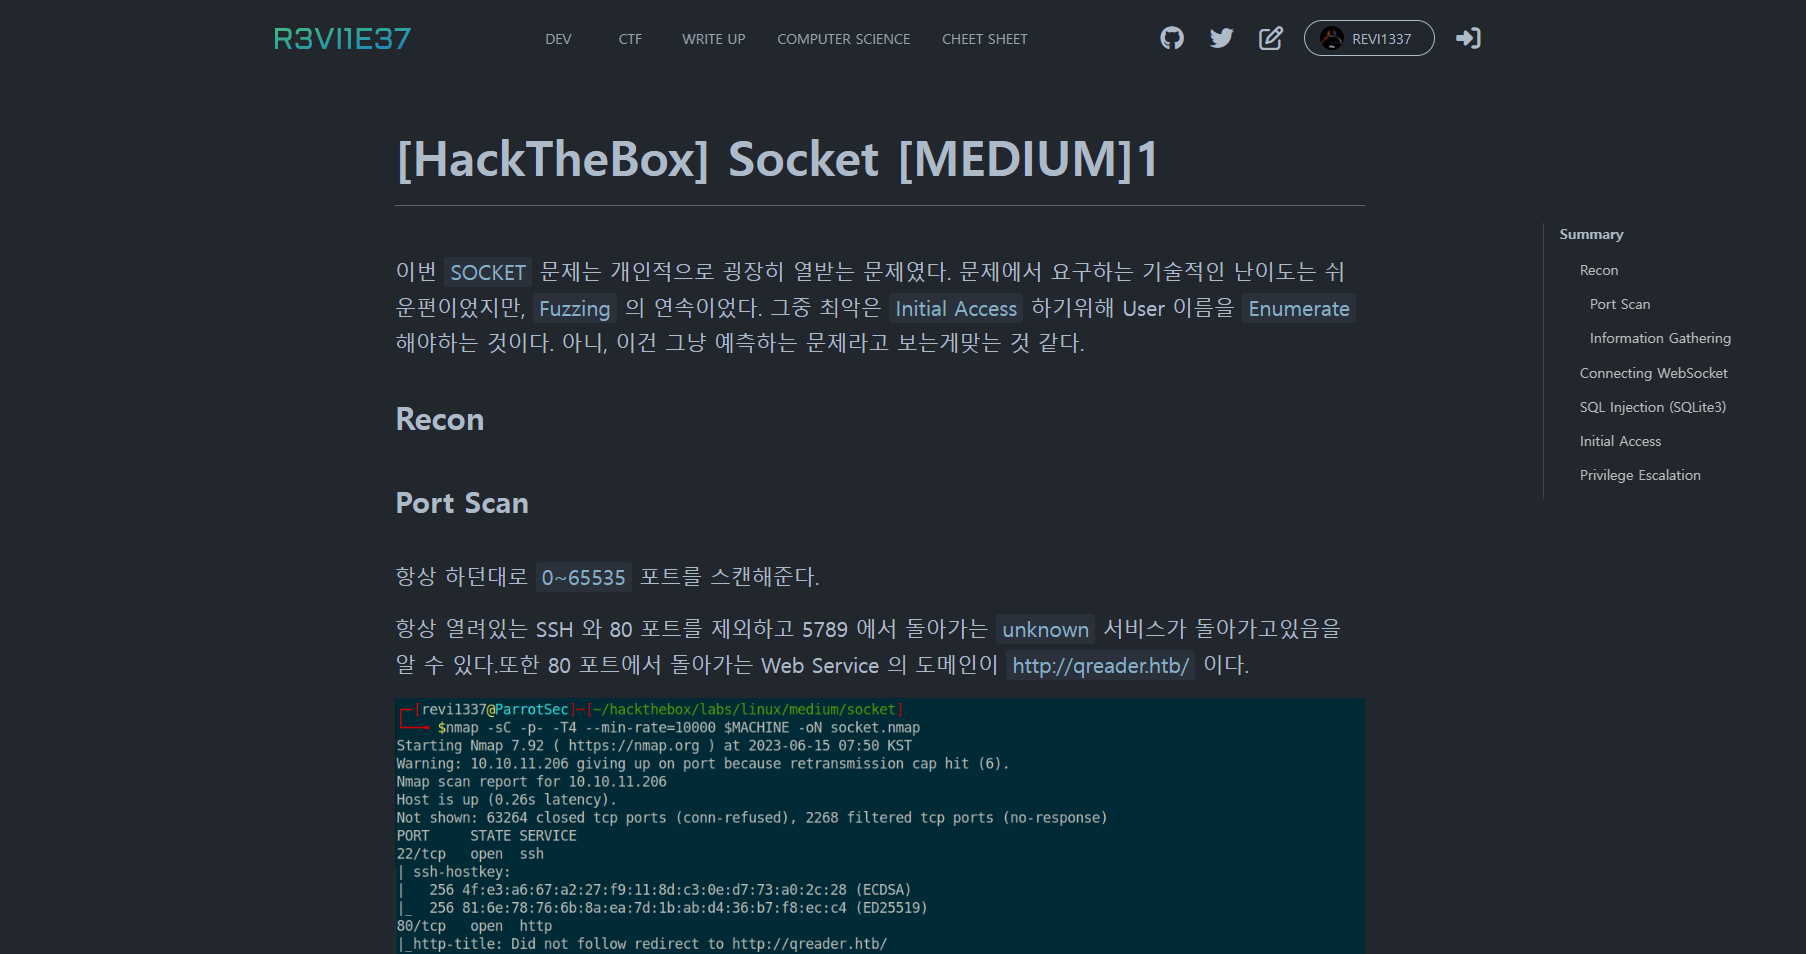 R3VI1E37
DEV CTF WRITE UP COMPUTER SCIENCE CHEET SHEET REVI1337
[HackTheBox] Socket [MEDIUM]1
이번 SOCKET 문제는 개인적으로 굉장히 열받는 문제였다. 문제에서 요구하는 기술적인 난이도는 쉬
운편이었지만, Fuzzing 의 연속이었다. 그중 최악은 Initial Access 하기위해 User 이름을 Enumerate
해야하는 것이다. 아니, 이건 그냥 예측하는 문제라고 보는게맞는 것 같다.
Recon
Port Scan
항상 하던대로 0~65535 포트를 스캔해준다.
항상 열려있는 SSH 와 80 포트를 제외하고 5789 에서 돌아가는 unknown 서비스가 돌아가고있음을
알 수 있다.또한 80 포트에서 돌아가는 Web Service 의 도메인이 http://qreader.htb/ 이다.
┌─[revi1337@ParrotSec]─[~/hackthebox/labs/linux/medium/socket]
└──╼ $nmap -sC -p- -T4 --min-rate=10000 $MACHINE -oN socket.nmap
Starting Nmap 7.92 ( https://nmap.org ) at 2023-06-15 07:50 KST
Warning: 10.10.11.206 giving up on port because retransmission cap hit (6).
Nmap scan report for 10.10.11.206
Host is up (0.26s latency).
Not shown: 63264 closed tcp ports (conn-refused), 2268 filtered tcp ports (no-response)
PORT     STATE SERVICE
22/tcp   open  ssh
| ssh-hostkey:
|   256 4f:e3:a6:67:a2:27:f9:11:8d:c3:0e:d7:73:a0:2c:28 (ECDSA)
|_  256 81:6e:78:76:6b:8a:ea:7d:1b:ab:d4:36:b7:f8:ec:c4 (ED25519)
80/tcp   open  http
|_http-title: Did not follow redirect to http://qreader.htb/
Summary
Recon
Port Scan
Information Gathering
Connecting WebSocket
SQL Injection (SQLite3)
Initial Access
Privilege Escalation